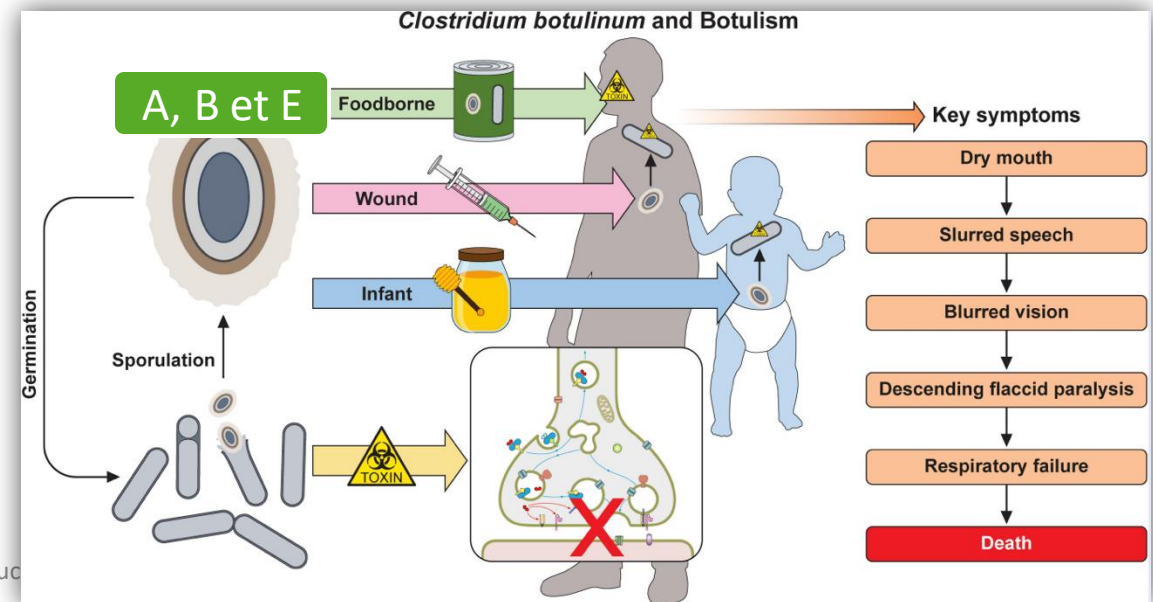 Clostridium botulinum and Botulism
A, B et E
Foodborne
TOXIN
Key symptoms
Dry mouth
Wound
Slurred speech
Infant
Blurred vision
Germination
Sporulation
Descending flaccid paralysis
TOXIN
Respiratory failure
Death
uc